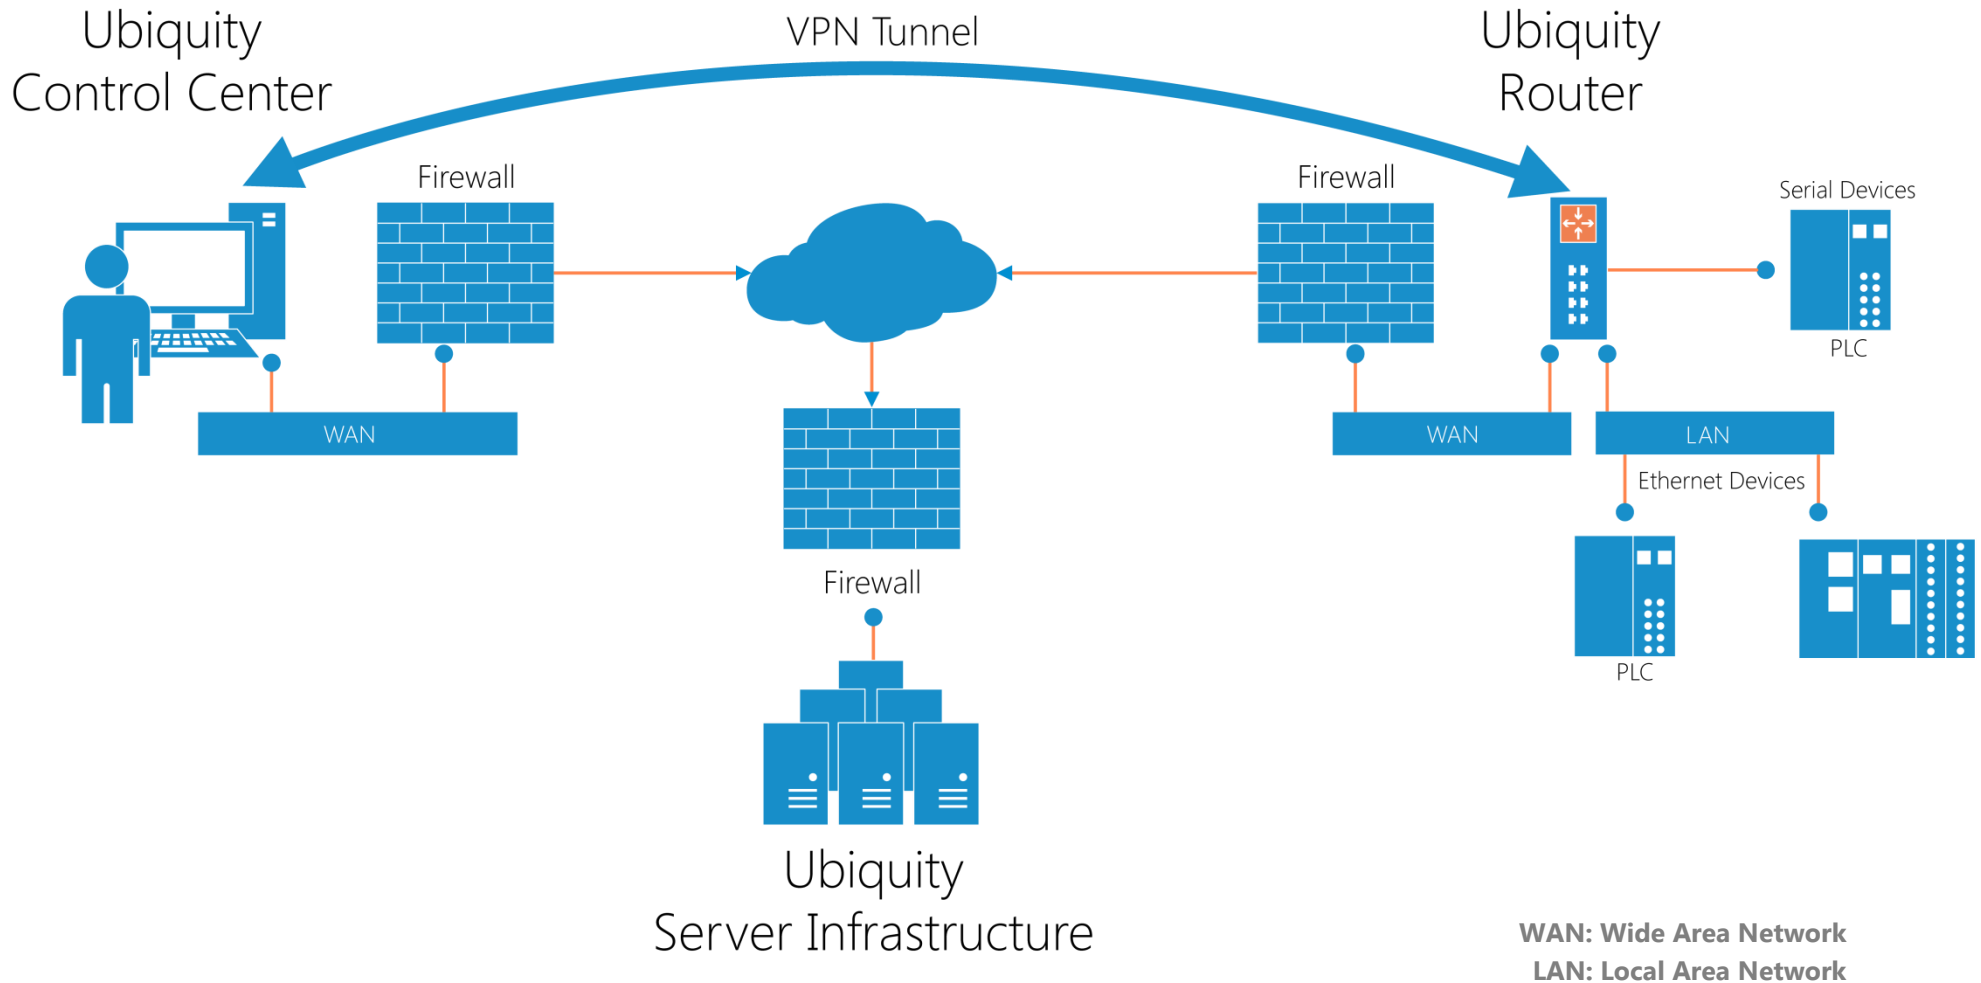 Ubiquity
Control Center
VPN Tunnel
Ubiquity
Router
Firewall
Firewall
Serial Devices
PLC
WAN
WAN
LAN
Ethernet Devices
Firewall
PLC
Ubiquity
Server Infrastructure
WAN: Wide Area Network
LAN: Local Area Network